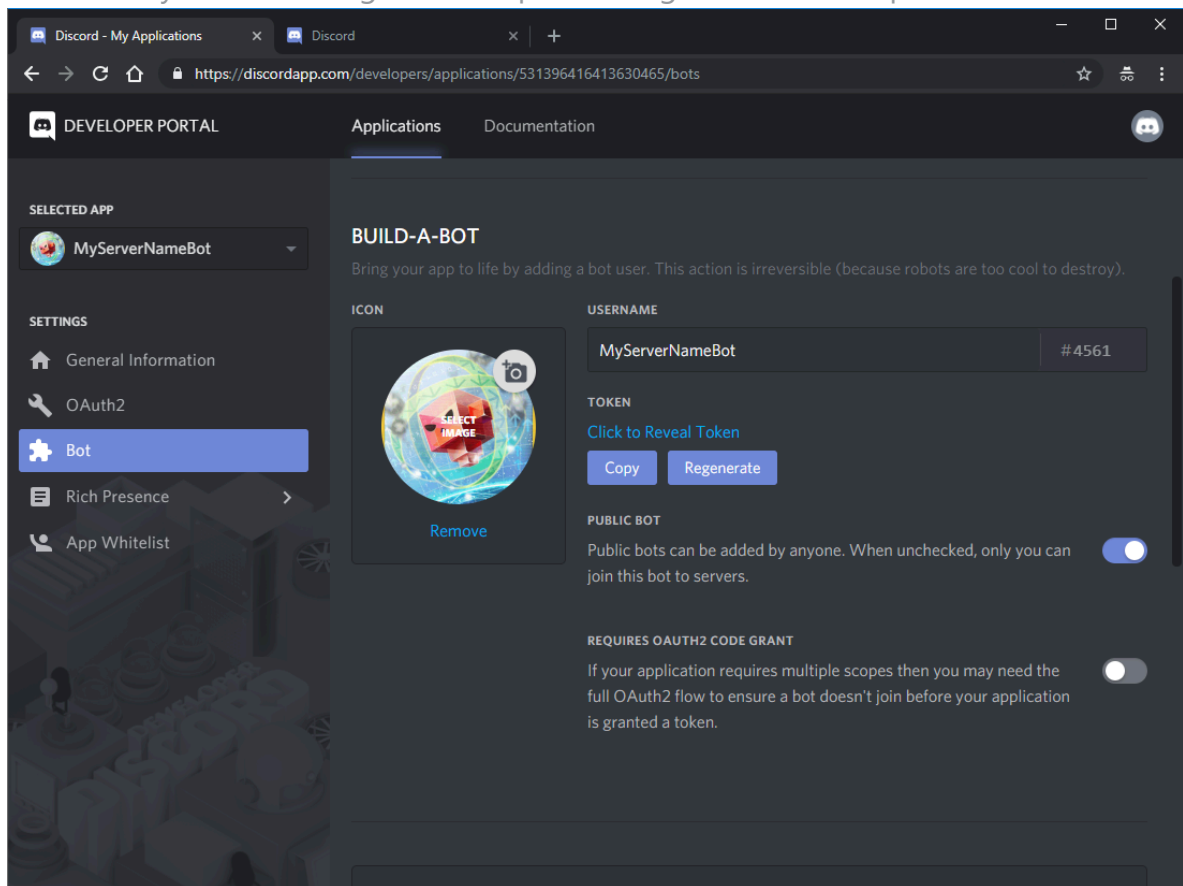 Discord - My Applications
Discord
https://discordapp.com/developers/applications/531396416413630465/bots
DEVELOPER PORTAL
Applications
Documentation
SELECTED APP
MyServerNameBot
SETTINGS
General Information
OAuth2
Bot
Rich Presence
App Whitelist
BUILD-A-BOT
Bring your app to life by adding a bot user. This action is irreversible (because robots are too cool to destroy).
ICON
SELECT
IMAGE
Remove
USERNAME
MyServerNameBot
#4561
TOKEN
Click to Reveal Token
Copy
Regenerate
PUBLIC BOT
Public bots can be added by anyone. When unchecked, only you can
join this bot to servers.
REQUIRES OAUTH2 CODE GRANT
If your application requires multiple scopes then you may need the
full OAuth2 flow to ensure a bot doesn't join before your application
is granted a token.